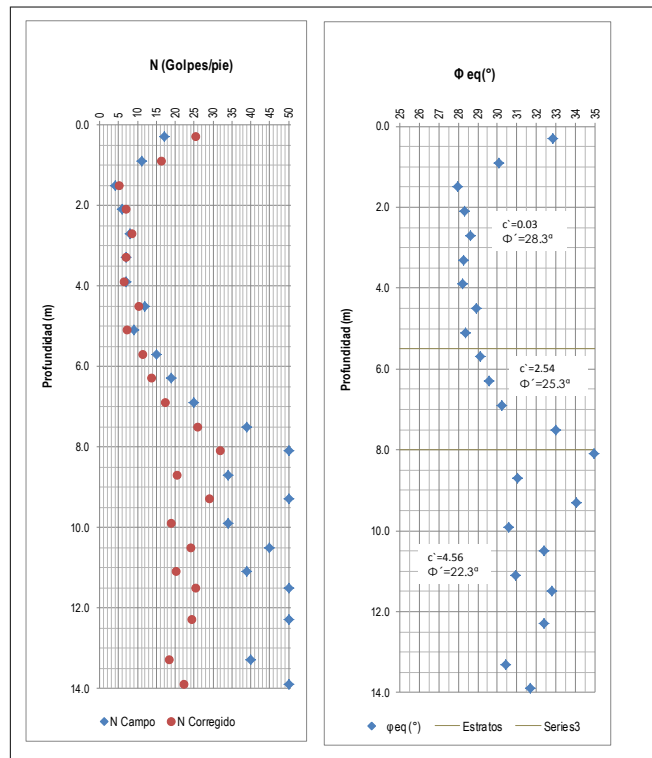 N (Golpes/pie)
0 5 10 15 20 25 30 35 40 45 50
0.0
2.0
4.0
6.0
8.0
10.0
12.0
14.0
Profundidad (m)
N Campo N Corregido
Φ eq(°)
25 26 27 28 29 30 31 32 33 34 35
0.0
2.0
4.0
6.0
8.0
10.0
12.0
14.0
Profundidad (m)
c`=0.03
Φ´=28.3ª
c`=2.54
Φ´=25.3ª
c`=4.56
Φ´=22.3ª
φeq (°) Estratos Series3